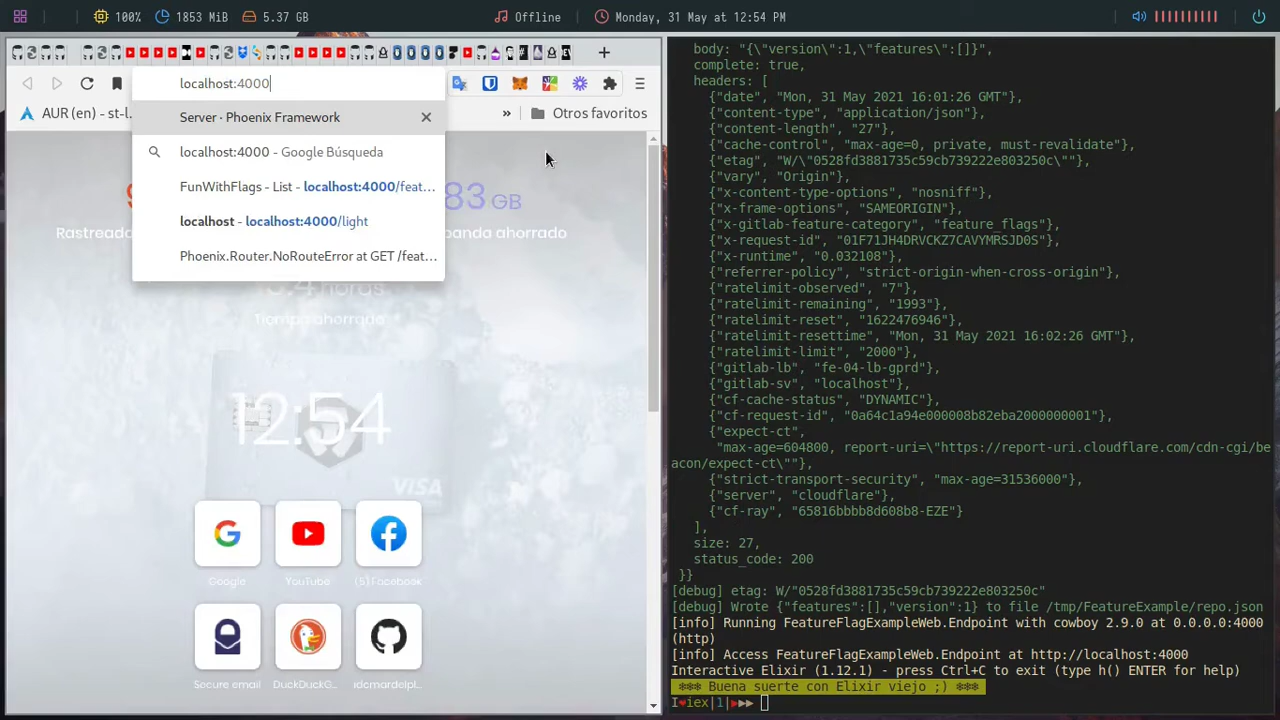 100% 1853 MiB 5.37 GB Offline Monday, 31 May at 12:54 PM
localhost:4000
AUR (en) - st-l... » Otros favoritos
Server · Phoenix Framework
localhost:4000 - Google Búsqueda
FunWithFlags - List - localhost:4000/feat...
localhost - localhost:4000/light
Phoenix.Router.NoRouteError at GET /feat...
83 GB
Rastreado
anda ahorrado
horas
Tiempo ahorrado
12:54
VISA
Google YouTube (5) Facebook
Secure email DuckDuckG...
body: "{\"version\":1,\"features\":[]}",
complete: true,
headers: [
{"date", "Mon, 31 May 2021 16:01:26 GMT"},
{"content-type", "application/json"},
{"content-length", "27"},
{"cache-control", "max-age=0, private, must-revalidate"},
{"etag", "W/\"0528fd3881735c59cb739222e803250c\""},
{"vary", "Origin"},
{"x-content-type-options", "nosniff"},
{"x-frame-options", "SAMEORIGIN"},
{"x-gitlab-feature-category", "feature_flags"},
{"x-request-id", "01F71JH4DRVCKZ7CAVYMRSJD0S"},
{"x-runtime", "0.032108"},
{"referrer-policy", "strict-origin-when-cross-origin"},
{"ratelimit-observed", "7"},
{"ratelimit-remaining", "1993"},
{"ratelimit-reset", "1622476946"},
{"ratelimit-resettime", "Mon, 31 May 2021 16:02:26 GMT"},
{"ratelimit-limit", "2000"},
{"gitlab-lb", "fe-04-lb-gprd"},
{"gitlab-sv", "localhost"},
{"cf-cache-status", "DYNAMIC"},
{"cf-request-id", "0a64c1a94e000008b82eba2000000001"},
{"expect-ct",
"max-age=604800, report-uri=\"https://report-uri.cloudflare.com/cdn-cgi/be
acon/expect-ct\""},
{"strict-transport-security", "max-age=31536000"},
{"server", "cloudflare"},
{"cf-ray", "65816bbbb8d608b8-EZE"}
],
size: 27,
status_code: 200
}}
[debug] etag: W/"0528fd3881735c59cb739222e803250c"
[debug] Wrote {"features":[],"version":1} to file /tmp/FeatureExample/repo.json
[info] Running FeatureFlagExampleWeb.Endpoint with cowboy 2.9.0 at 0.0.0.0:4000
(http)
[info] Access FeatureFlagExampleWeb.Endpoint at http://localhost:4000
Interactive Elixir (1.12.1) - press Ctrl+C to exit (type h() ENTER for help)
❄❄❄ Buena suerte con Elixir viejo ;) ❄❄❄
I♥iex|1|▶▶▶